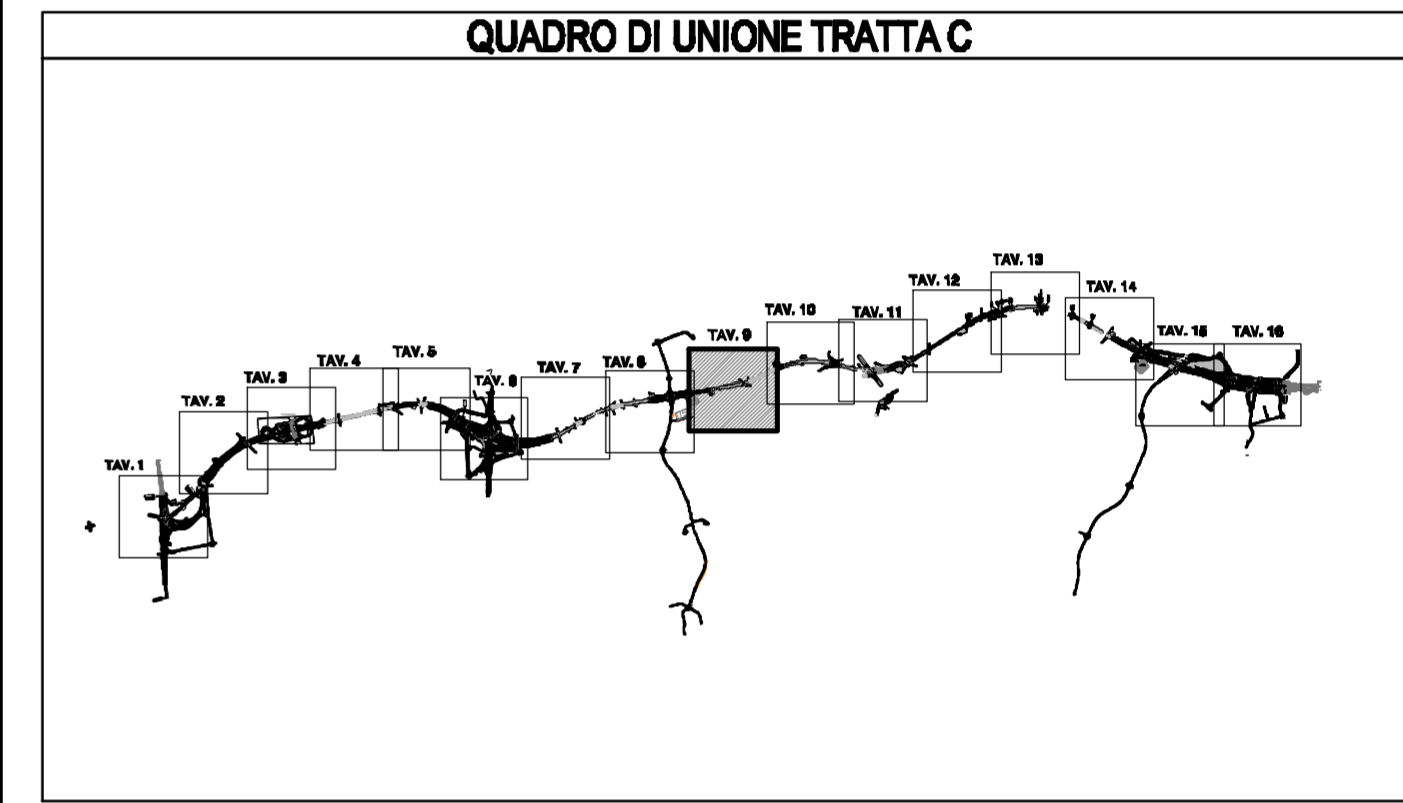 QUADRO DI UNIONE TRATTA C
TAV. 1
TAV. 2
TAV. 3
TAV. 4
TAV. 5
TAV. 6
TAV. 7
TAV. 8
TAV. 9
TAV. 10
TAV. 11
TAV. 12
TAV. 13
TAV. 14
TAV. 15
TAV. 16